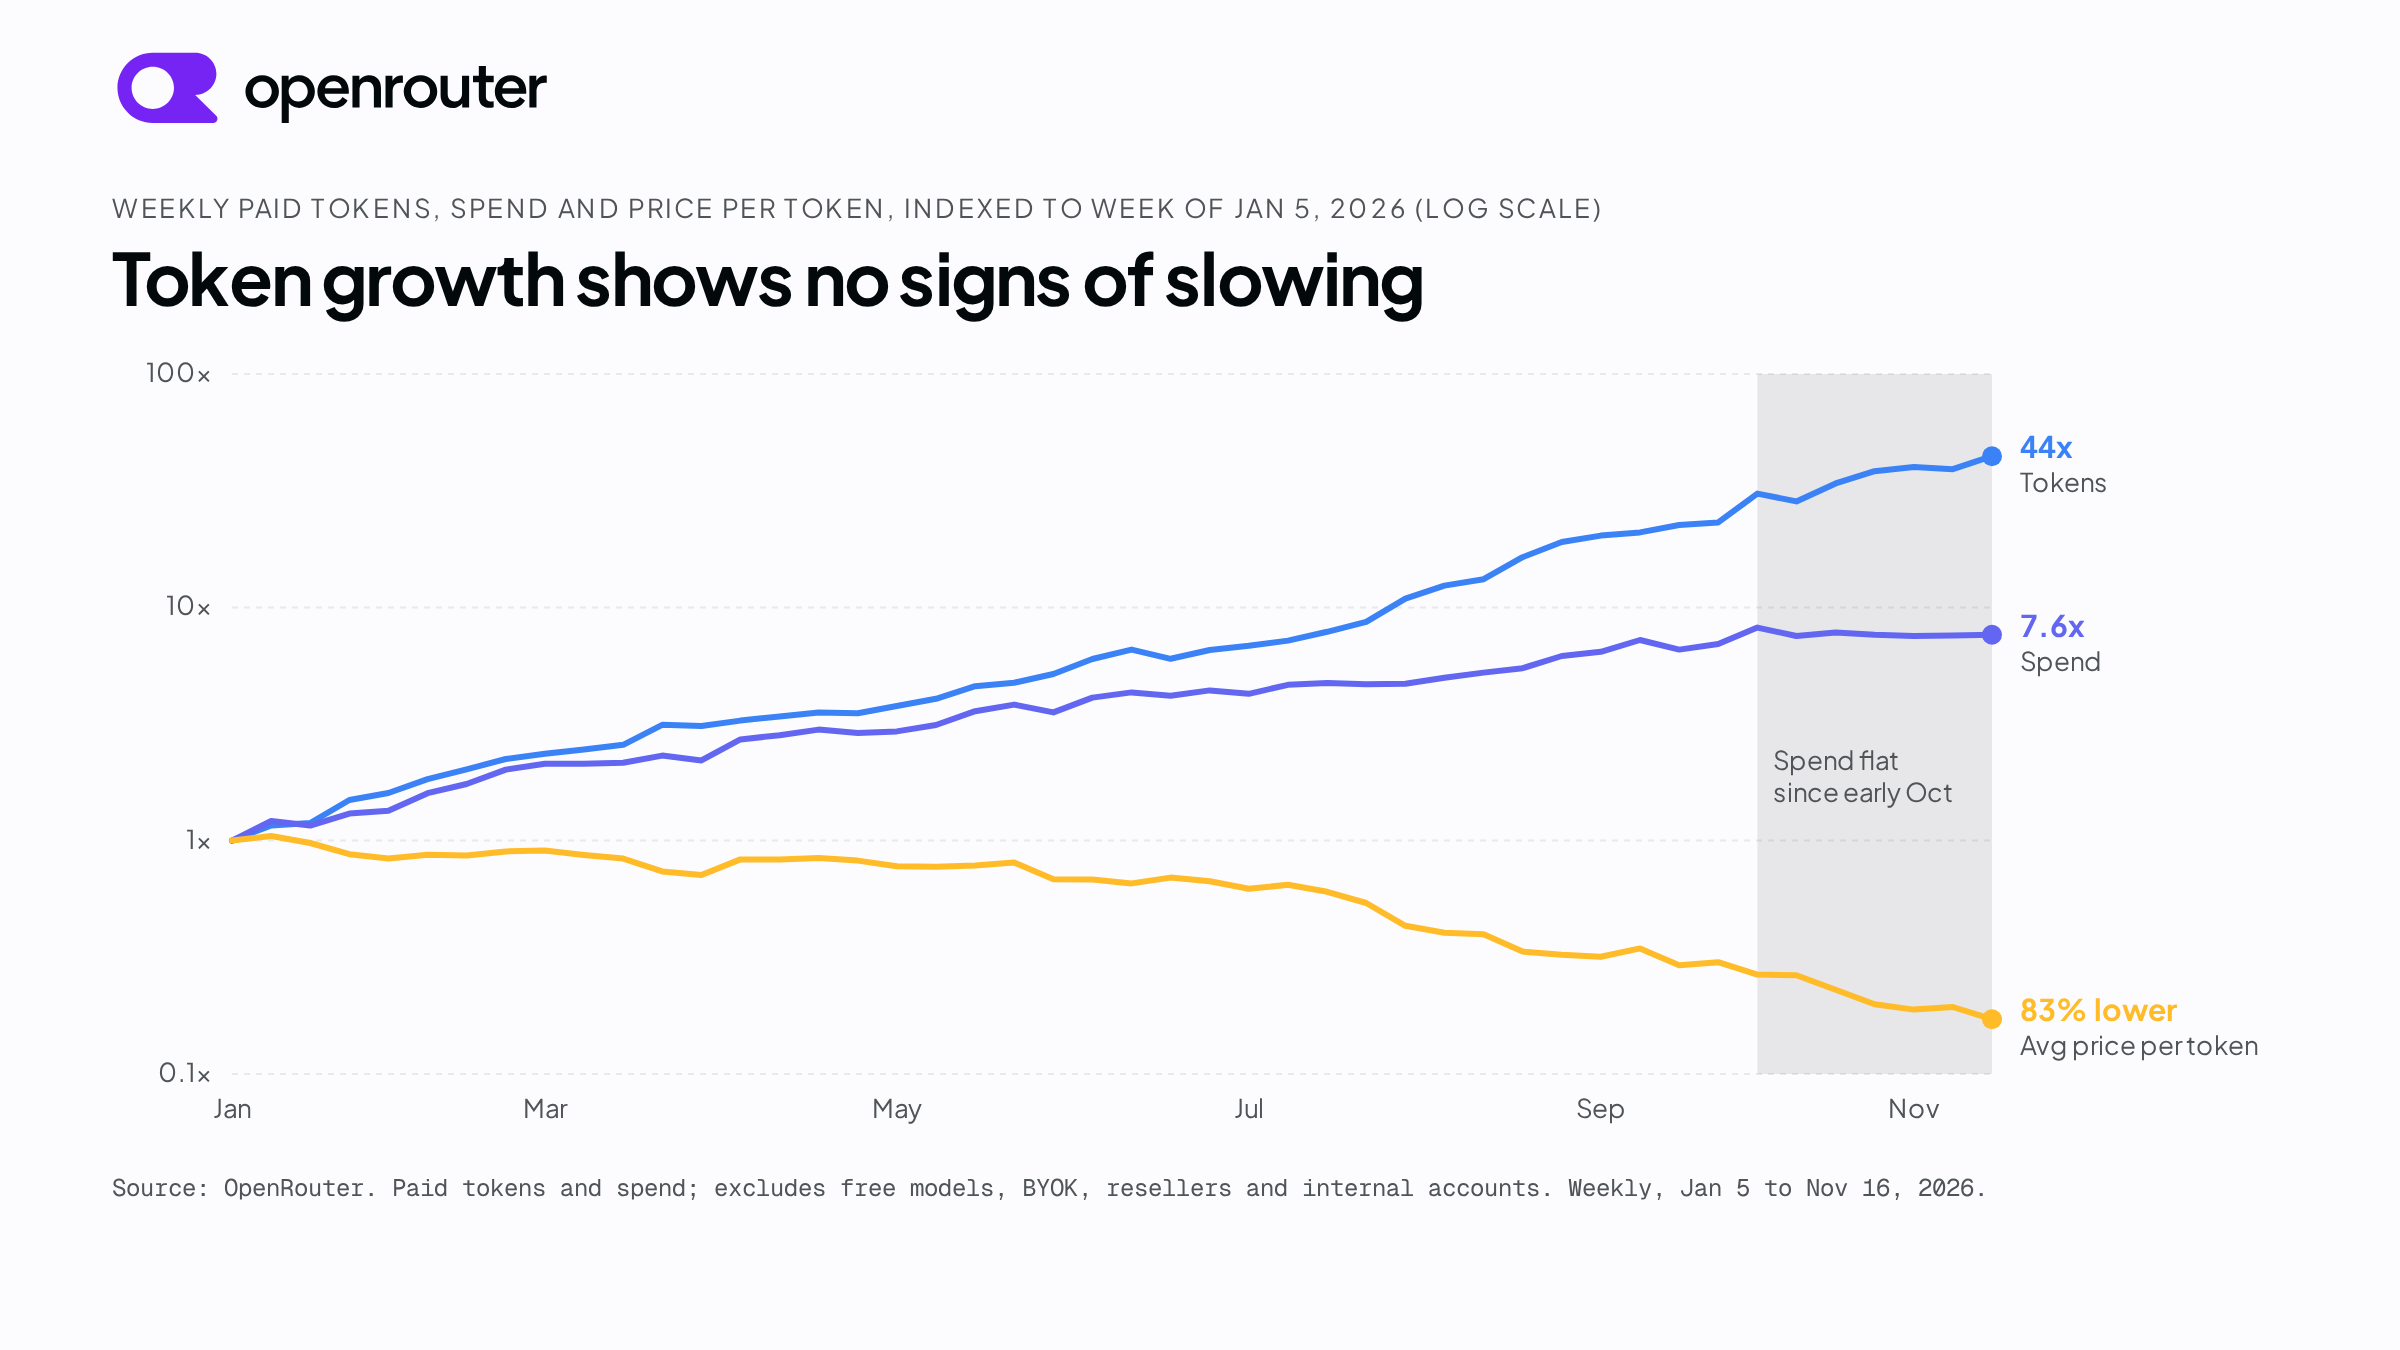 openrouter
WEEKLY PAID TOKENS, SPEND AND PRICE PER TOKEN, INDEXED TO WEEK OF JAN 5, 2026 (LOG SCALE)
Token growth shows no signs of slowing
100×
10×
1×
0.1×
44x
Tokens
7.6x
Spend
Spend flat
since early Oct
83% lower
Avg price per token
Jan
Mar
May
Jul
Sep
Nov
Source: OpenRouter. Paid tokens and spend; excludes free models, BYOK, resellers and internal accounts. Weekly, Jan 5 to Nov 16, 2026.